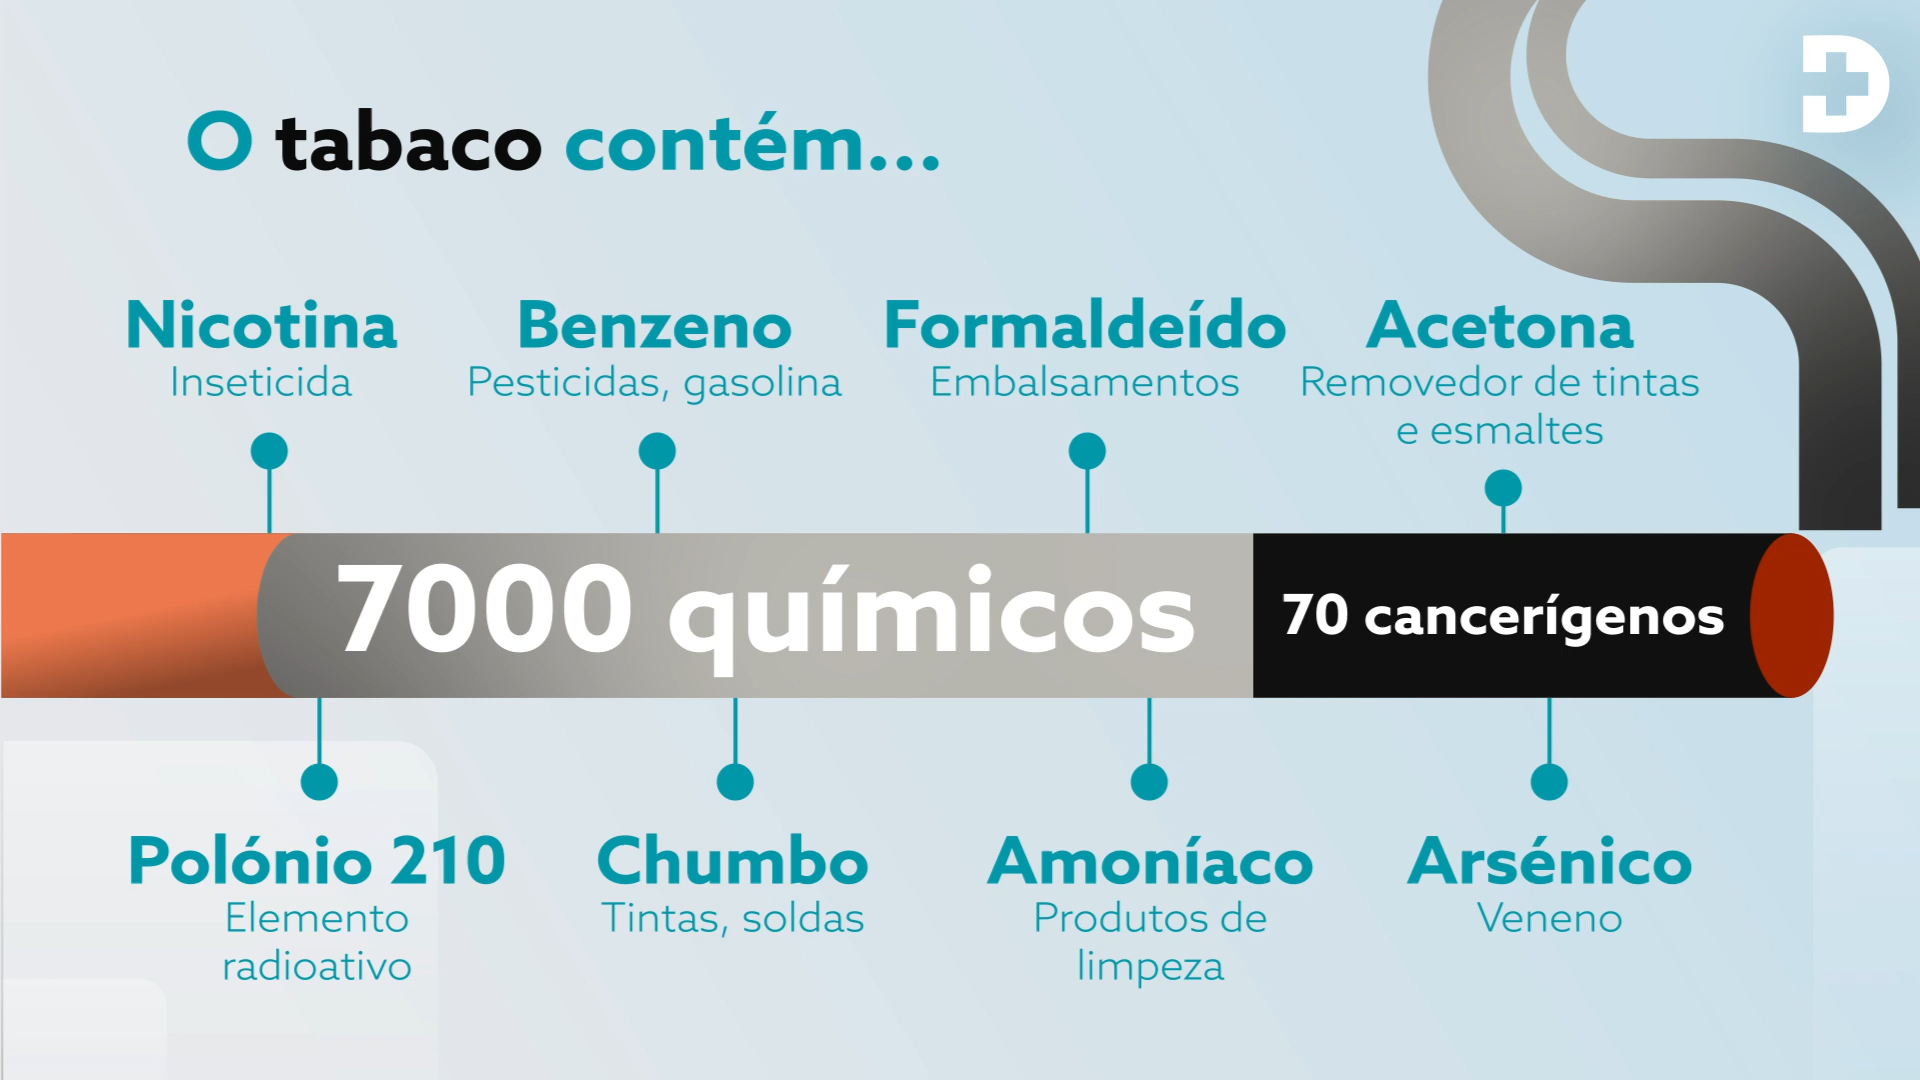 O tabaco contém...
Nicotina
Inseticida
Benzeno
Pesticidas, gasolina
Formaldeído
Embalsamentos
Acetona
Removedor de tintas
e esmaltes
7000 químicos
70 cancerígenos
Polónio 210
Elemento
radioativo
Chumbo
Tintas, soldas
Amoníaco
Produtos de
limpeza
Arsénico
Veneno